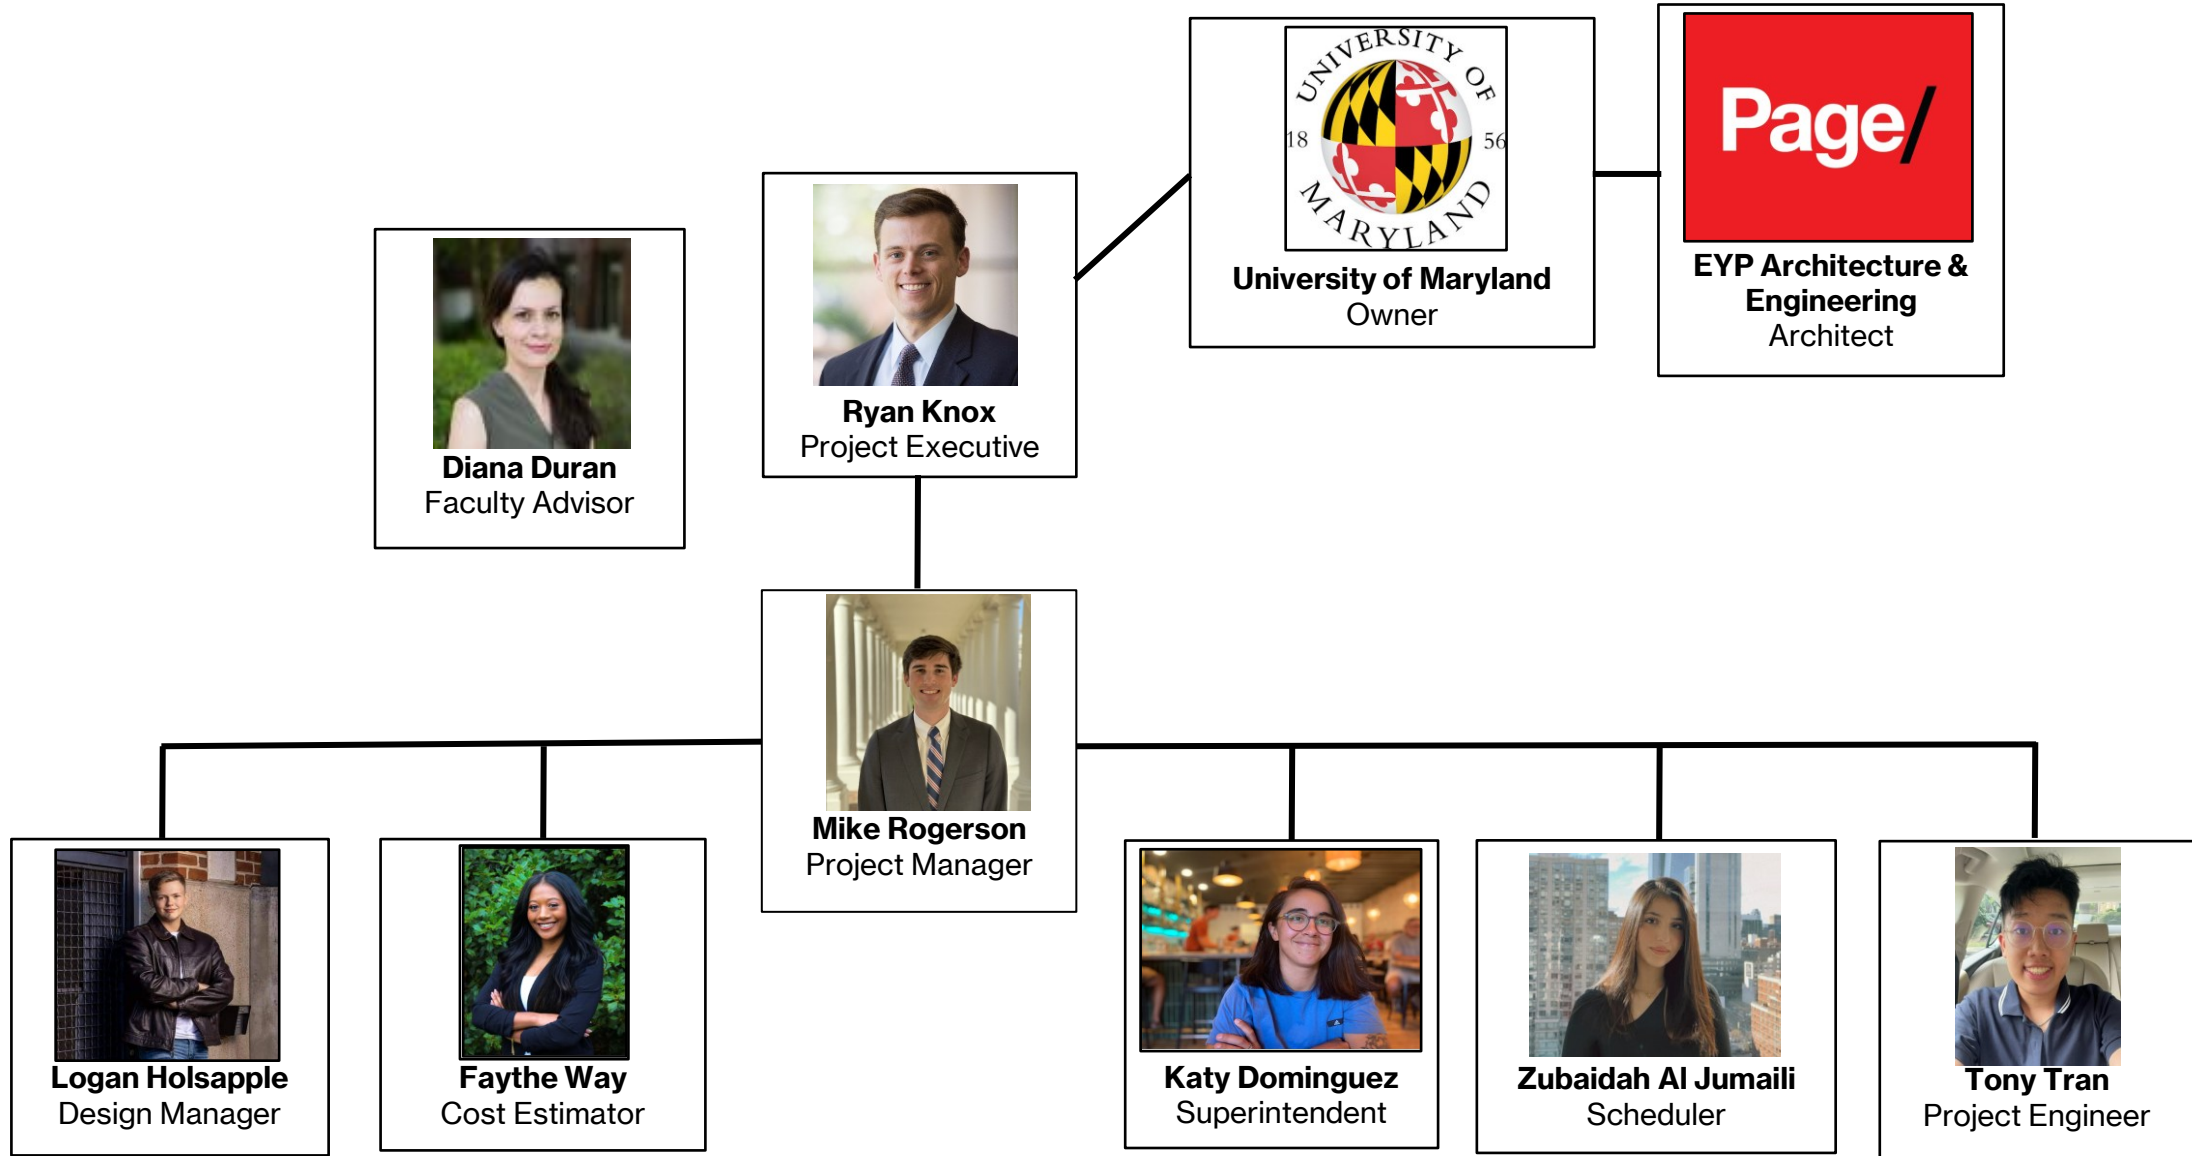 UNIVERSITY OF
18 56
MARYLAND
University of Maryland
Owner
Page/
EYP Architecture &
Engineering
Architect
Ryan Knox
Project Executive
Diana Duran
Faculty Advisor
Mike Rogerson
Project Manager
Logan Holsapple
Design Manager
Faythe Way
Cost Estimator
Katy Dominguez
Superintendent
Zubaidah Al Jumaili
Scheduler
Tony Tran
Project Engineer